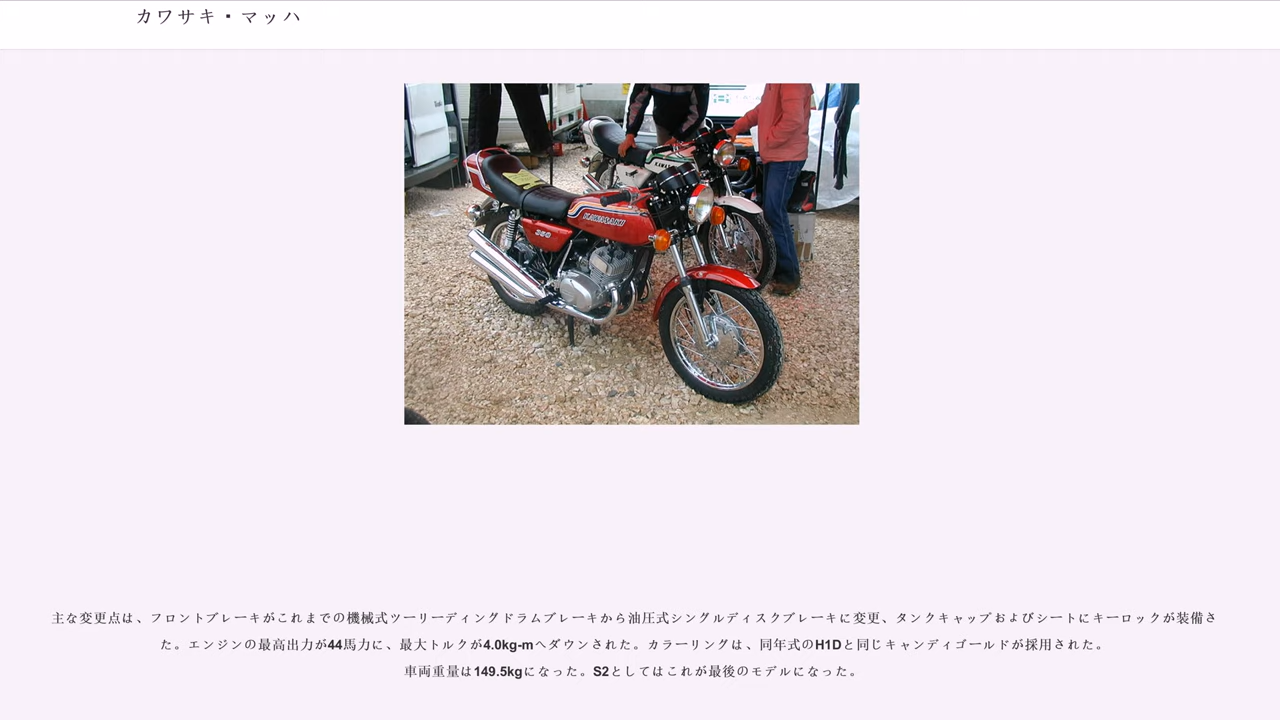 カワサキ・マッハ
KAWASAKI
350
主な変更点は、フロントブレーキがこれまでの機械式ツーリーディングドラムブレーキから油圧式シングルディスクブレーキに変更、タンクキャップおよびシートにキーロックが装備さ
た。エンジンの最高出力が44馬力に、最大トルクが4.0kg-mへダウンされた。カラーリングは、同年式のH1Dと同じキャンディゴールドが採用された。
車両重量は149.5kgになった。S2としてはこれが最後のモデルになった。